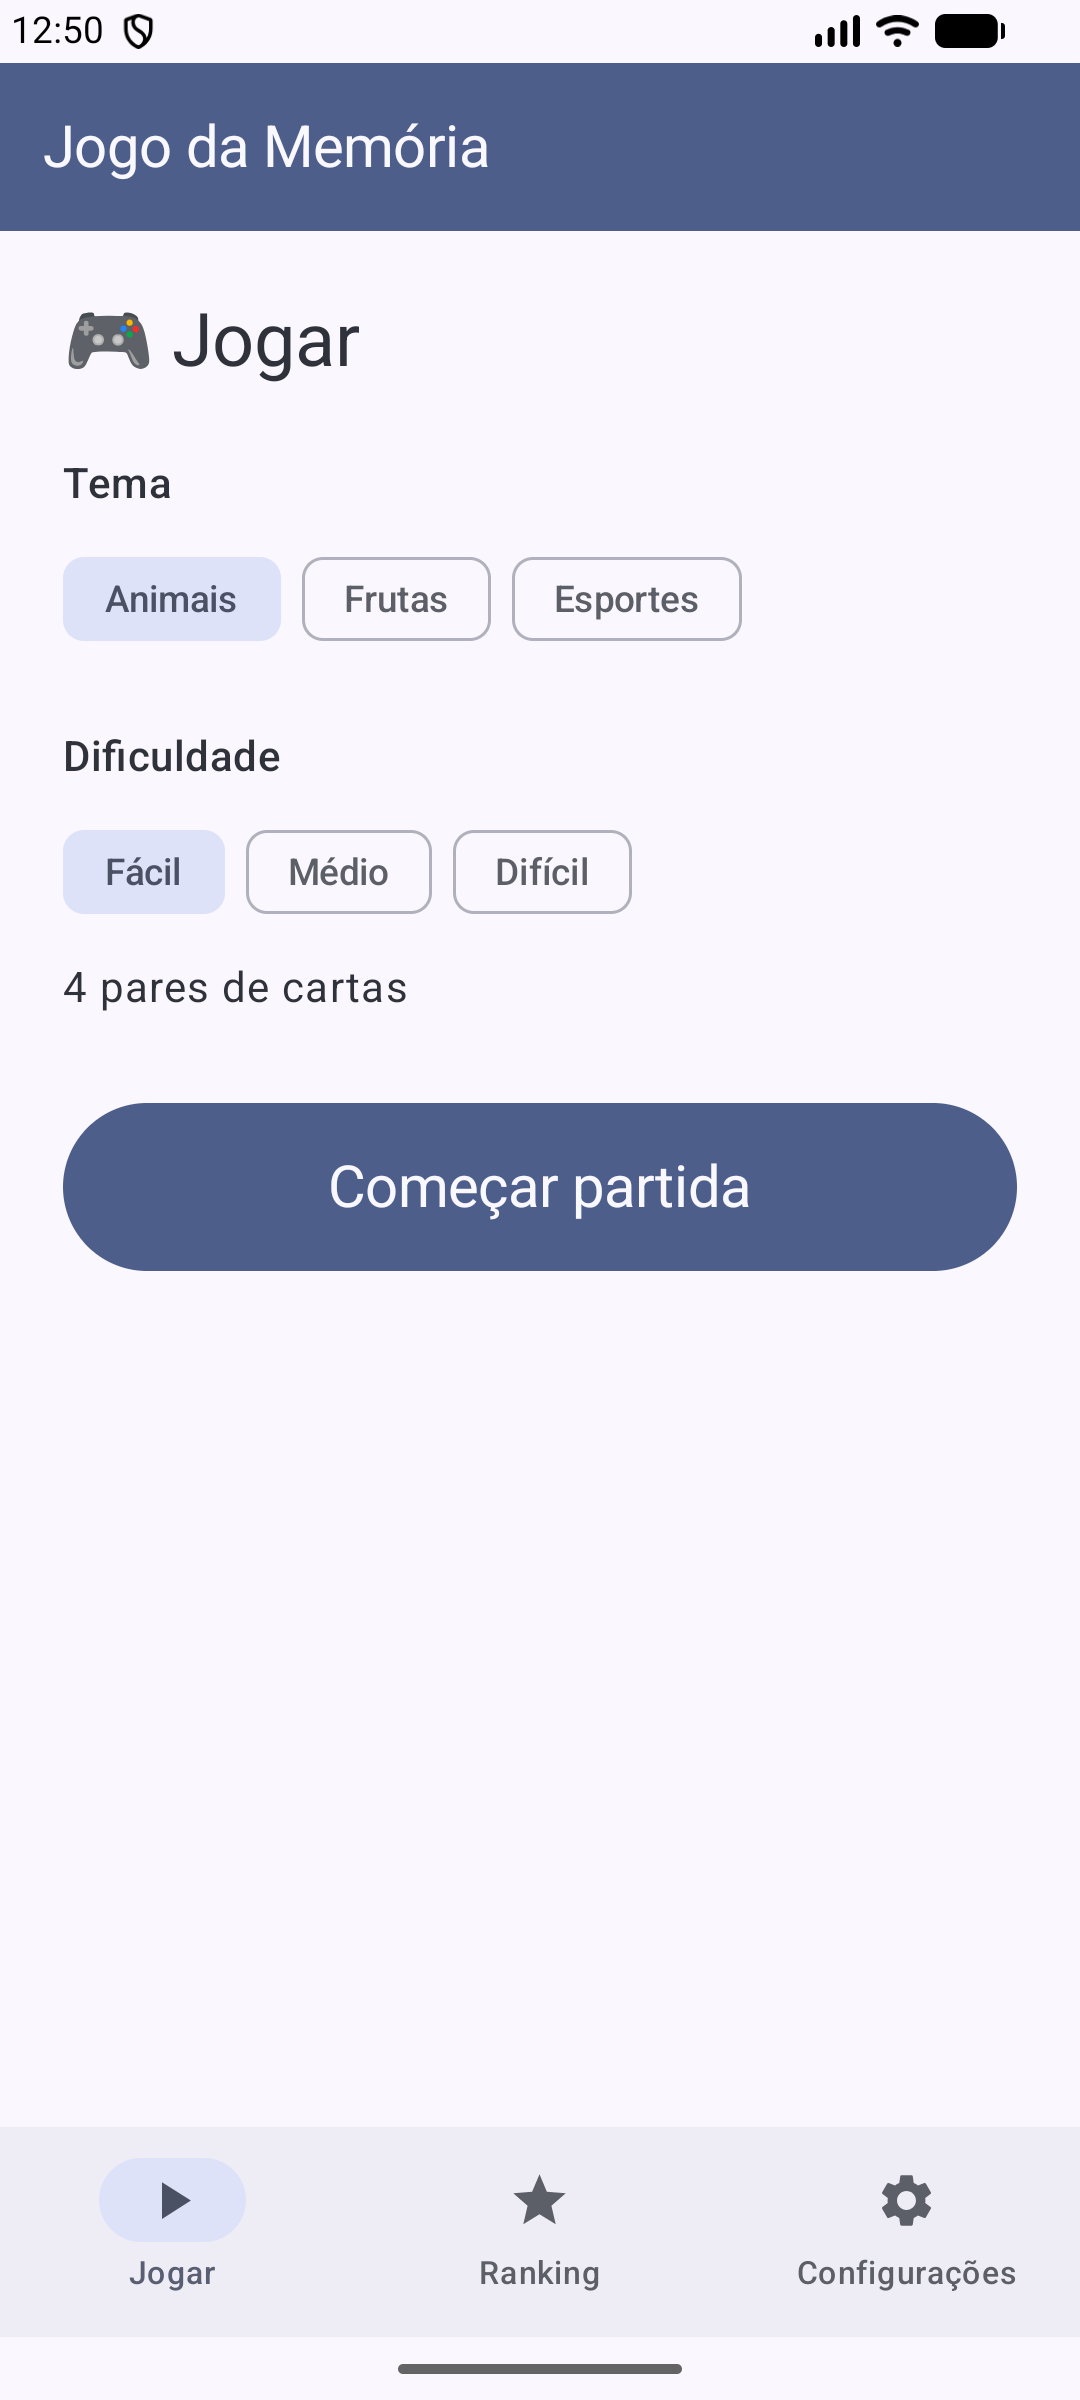 12:50
Jogo da Memória
🎮 Jogar
Tema
Animais Frutas Esportes
Dificuldade
Fácil Médio Difícil
4 pares de cartas
Começar partida
Jogar Ranking Configurações